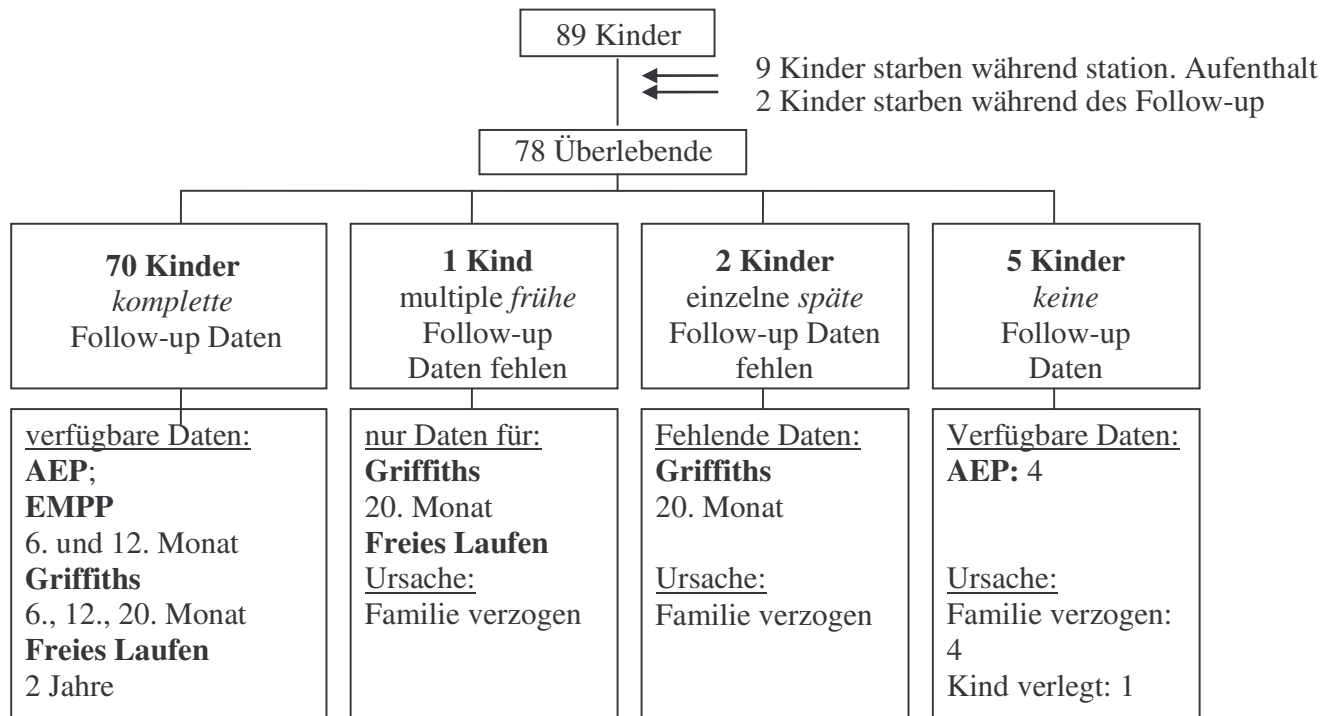 89 Kinder
9 Kinder starben während station. Aufenthalt
2 Kinder starben während des Follow-up
78 Überlebende
70 Kinder
komplette
Follow-up Daten
1 Kind
multiple frühe
Follow-up
Daten fehlen
2 Kinder
einzelne späte
Follow-up Daten
fehlen
5 Kinder
keine
Follow-up
Daten
verfügbare Daten:
AEP;
EMPP
6. und 12. Monat
Griffiths
6., 12., 20. Monat
Freies Laufen
2 Jahre
nur Daten für:
Griffiths
20. Monat
Freies Laufen
Ursache:
Familie verzogen
Fehlende Daten:
Griffiths
20. Monat
Ursache:
Familie verzogen
Verfügbare Daten:
AEP: 4
Ursache:
Familie verzogen:
4
Kind verlegt: 1